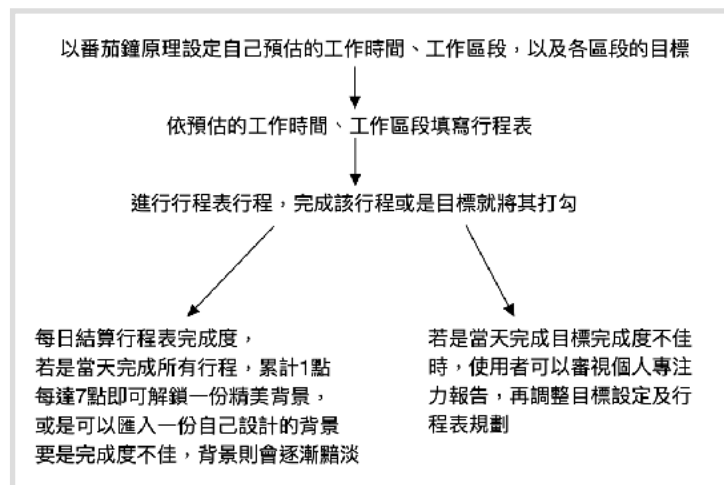 以番茄鐘原理設定自己預估的工作時間、工作區段，以及各區段的目標
依預估的工作時間、工作區段填寫行程表
進行行程表行程，完成該行程或是目標就將其打勾
每日結算行程表完成度，
若是當天完成所有行程，累計1點
每達7點即可解鎖一份精美背景，
或是可以匯入一份自己設計的背景
要是完成度不佳，背景則會逐漸黯淡
若是當天完成目標完成度不佳
時，使用者可以審視個人專注
力報告，再調整目標設定及行
程表規劃